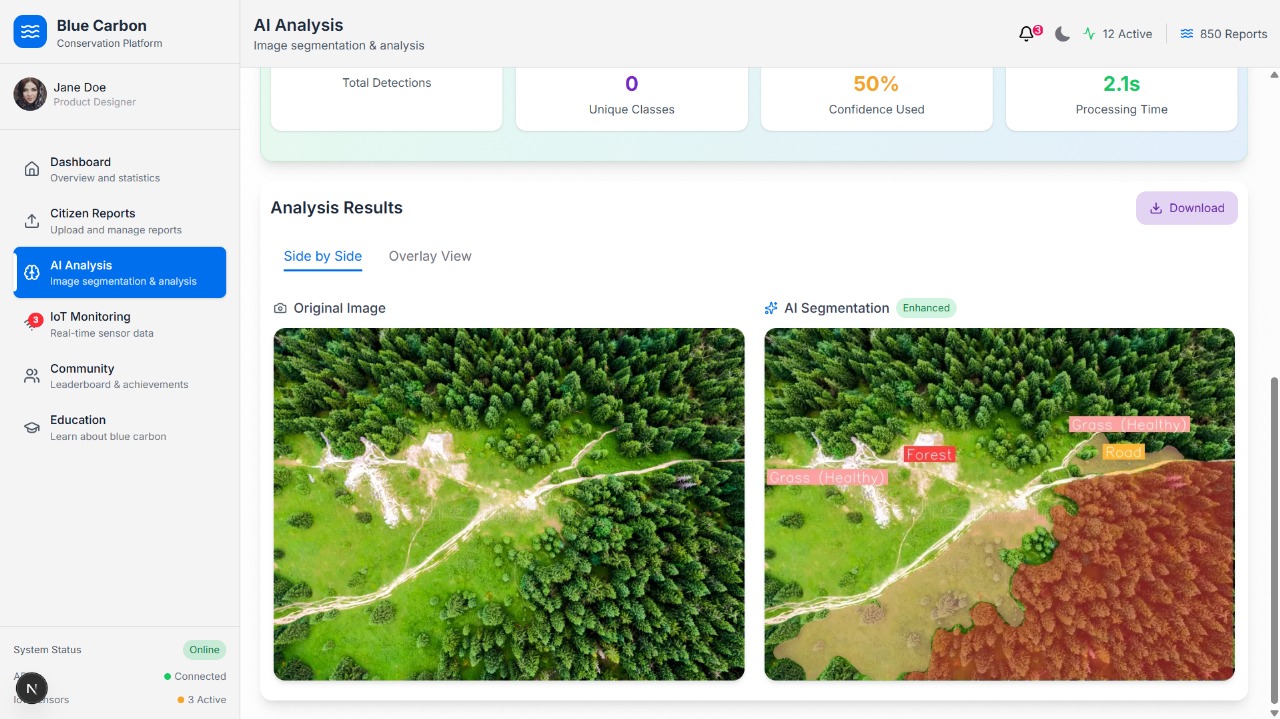 Blue Carbon
Conservation Platform
Jane Doe
Product Designer
Dashboard
Overview and statistics
Citizen Reports
Upload and manage reports
AI Analysis
Image segmentation & analysis
3
IoT Monitoring
Real-time sensor data
Community
Leaderboard & achievements
Education
Learn about blue carbon
System Status
Online
Connected
N
3 Active
AI Analysis
Image segmentation & analysis
3
12 Active
850 Reports
Total Detections
0
Unique Classes
50%
Confidence Used
2.1s
Processing Time
Analysis Results
Download
Side by Side
Overlay View
Original Image
AI Segmentation
Enhanced
Grass (Healthy)
Road
Forest
Grass (Healthy)